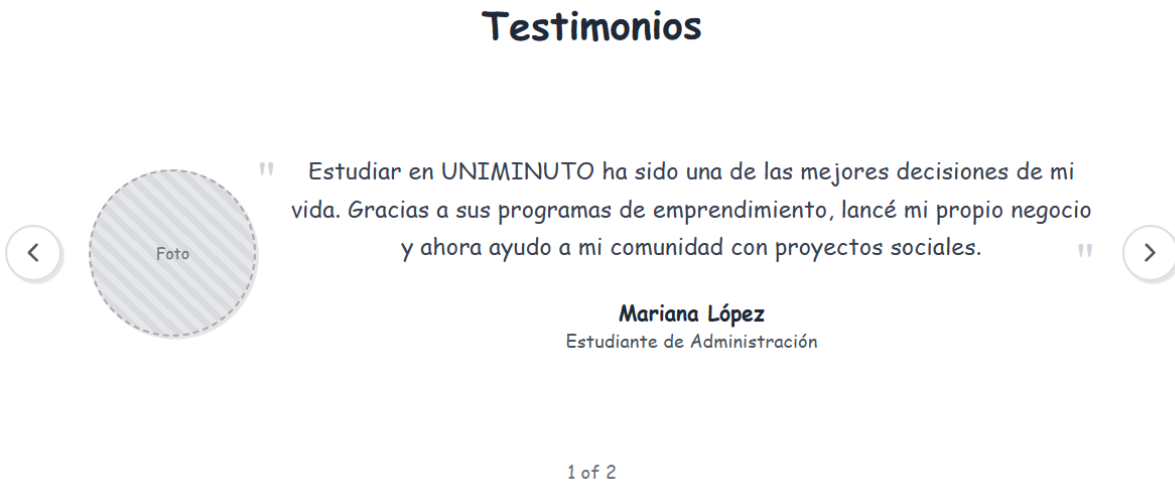 Testimonios
" Estudiar en UNIMINUTO ha sido una de las mejores decisiones de mi
vida. Gracias a sus programas de emprendimiento, lancé mi propio negocio
y ahora ayudo a mi comunidad con proyectos sociales. "
Foto
Mariana López
Estudiante de Administración
1 of 2